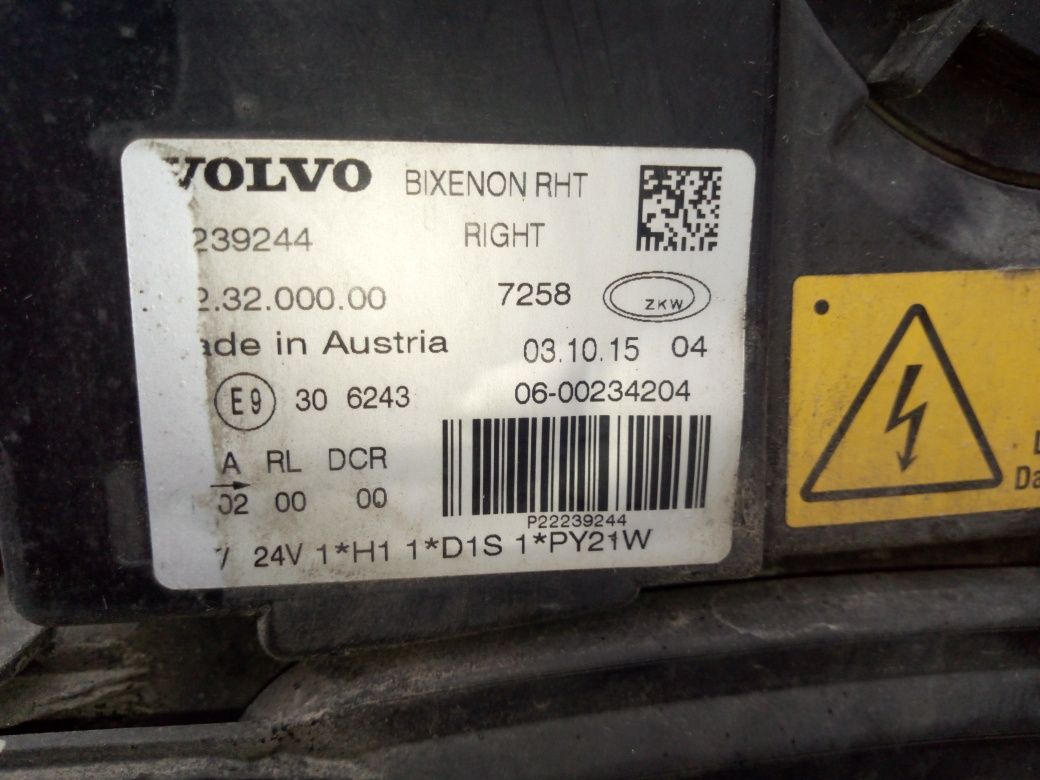 VOLVO BIXENON RHT
239244 RIGHT
2.32.000.00 7258 ZKW
ade in Austria 03.10.15 04
E9 30 6243 06-00234204
A RL DCR
02 00 00
P22239244
24V 1*H1 1*D1S 1*PY21W
Da